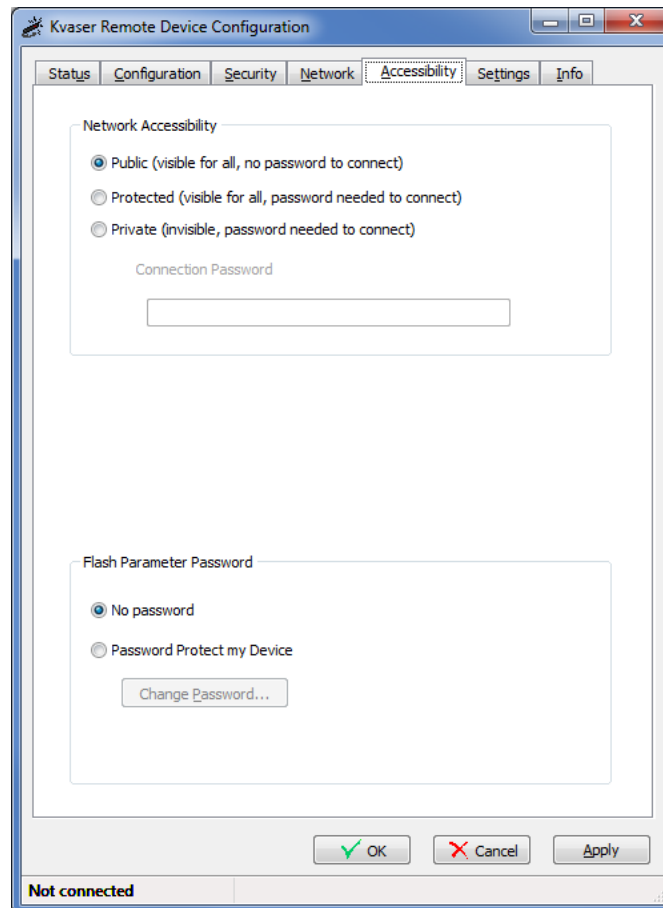 Kvaser Remote Device Configuration
Status Configuration Security Network Accessibility Settings Info
Network Accessibility
Public (visible for all, no password to connect)
Protected (visible for all, password needed to connect)
Private (invisible, password needed to connect)
Connection Password
Flash Parameter Password
No password
Password Protect my Device
Change Password...
OK Cancel Apply
Not connected